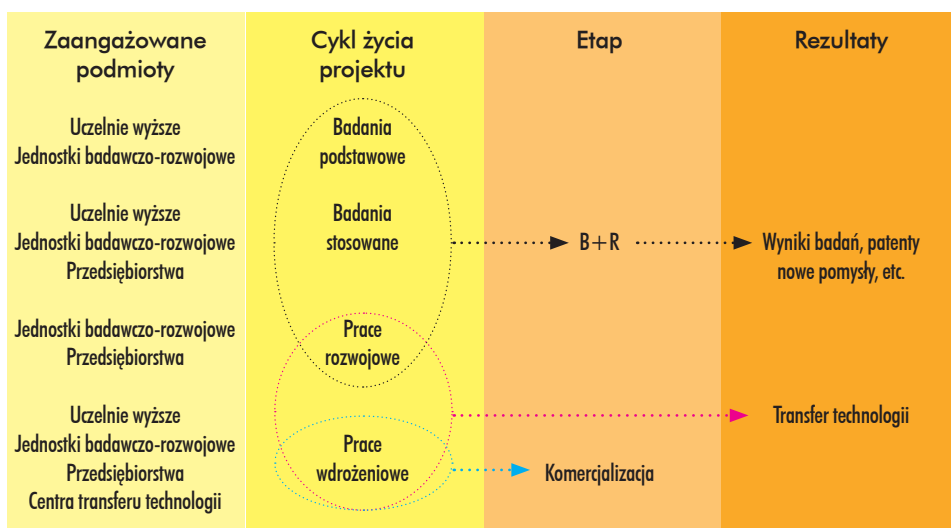 Zaangażowane
podmioty
Cykl życia
projektu
Etap
Rezultaty
Uczelnie wyższe
Jednostki badawczo-rozwojowe
Badania
podstawowe
Uczelnie wyższe
Jednostki badawczo-rozwojowe
Przedsiębiorstwa
Badania
stosowane
B+R
Wyniki badań, patenty
nowe pomysły, etc.
Jednostki badawczo-rozwojowe
Przedsiębiorstwa
Prace
rozwojowe
Uczelnie wyższe
Jednostki badawczo-rozwojowe
Przedsiębiorstwa
Centra transferu technologii
Prace
wdrożeniowe
Komercjalizacja
Transfer technologii